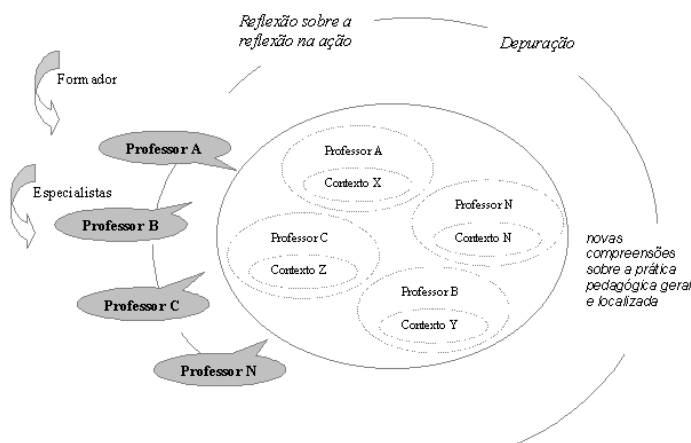 Reflexão sobre a
reflexão na ação
Depuração
Formador
Professor A
Especialistas
Professor B
Professor C
Professor N
Professor A
Contexto X
Professor N
Contexto N
Professor C
Contexto Z
Professor B
Contexto Y
novas
compreensões
sobre a prática
pedagógica geral
e localizada